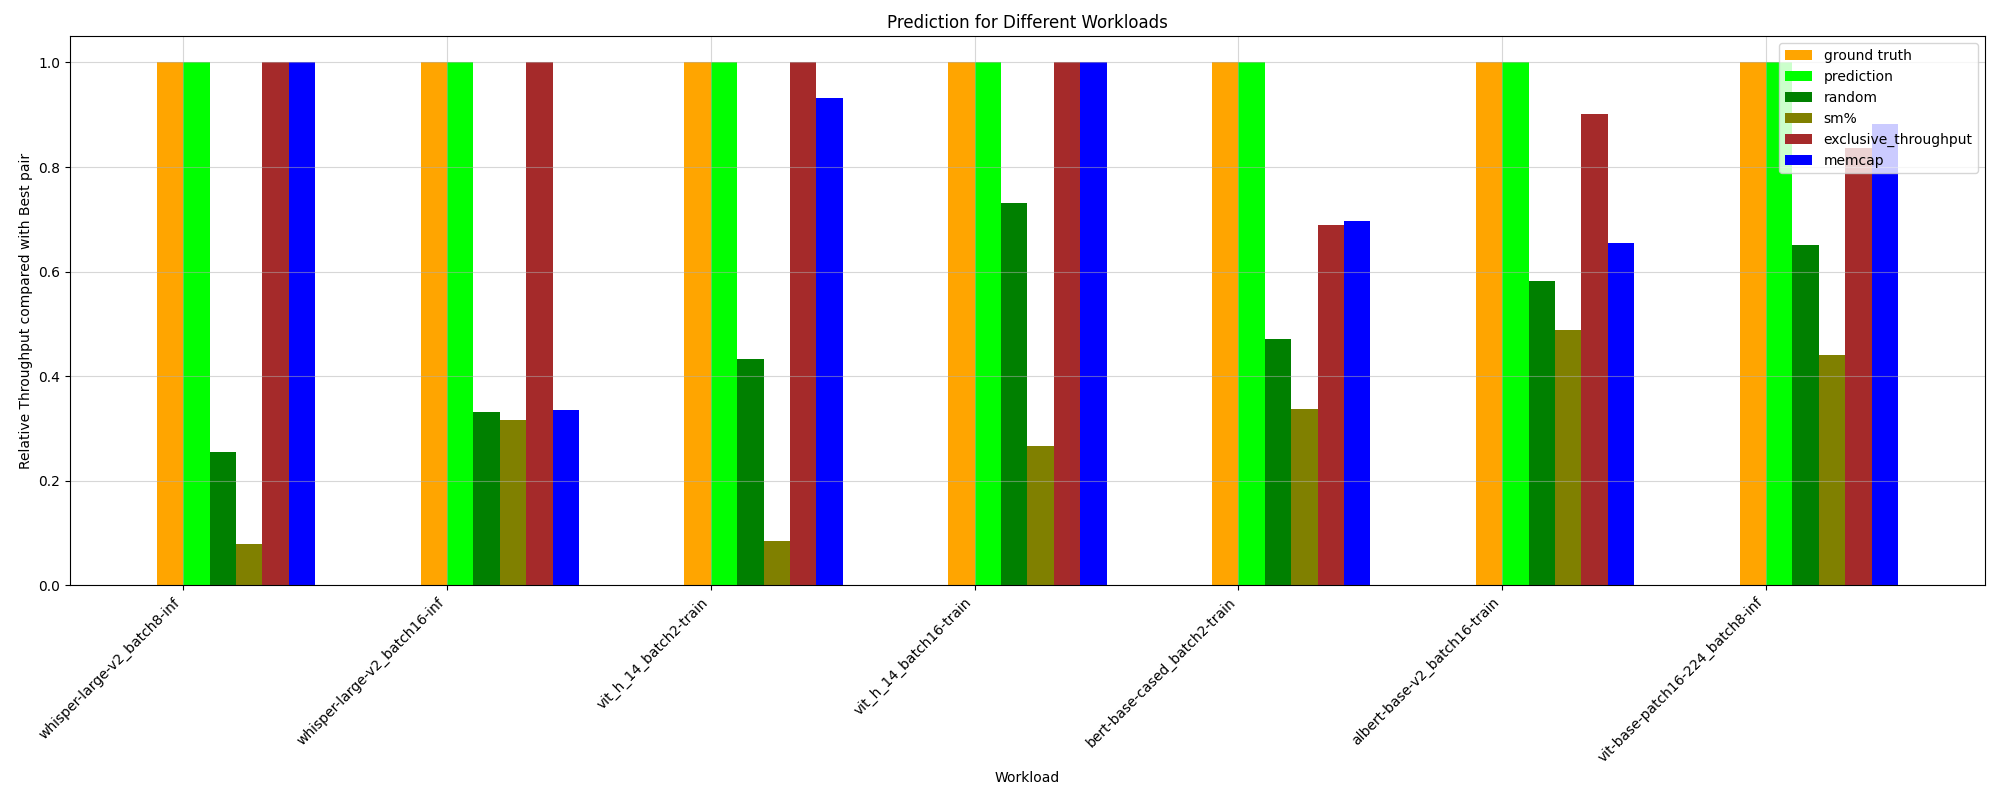 Prediction for Different Workloads
Relative Throughput compared with Best pair
1.0
0.8
0.6
0.4
0.2
0.0
ground truth
prediction
random
sm%
exclusive_throughput
memcap
whisper-large-v2_batch8-inf
whisper-large-v2_batch16-inf
vit_h_14_batch2-train
vit_h_14_batch16-train
bert-base-cased_batch2-train
albert-base-v2_batch16-train
vit-base-patch16-224_batch8-inf
Workload